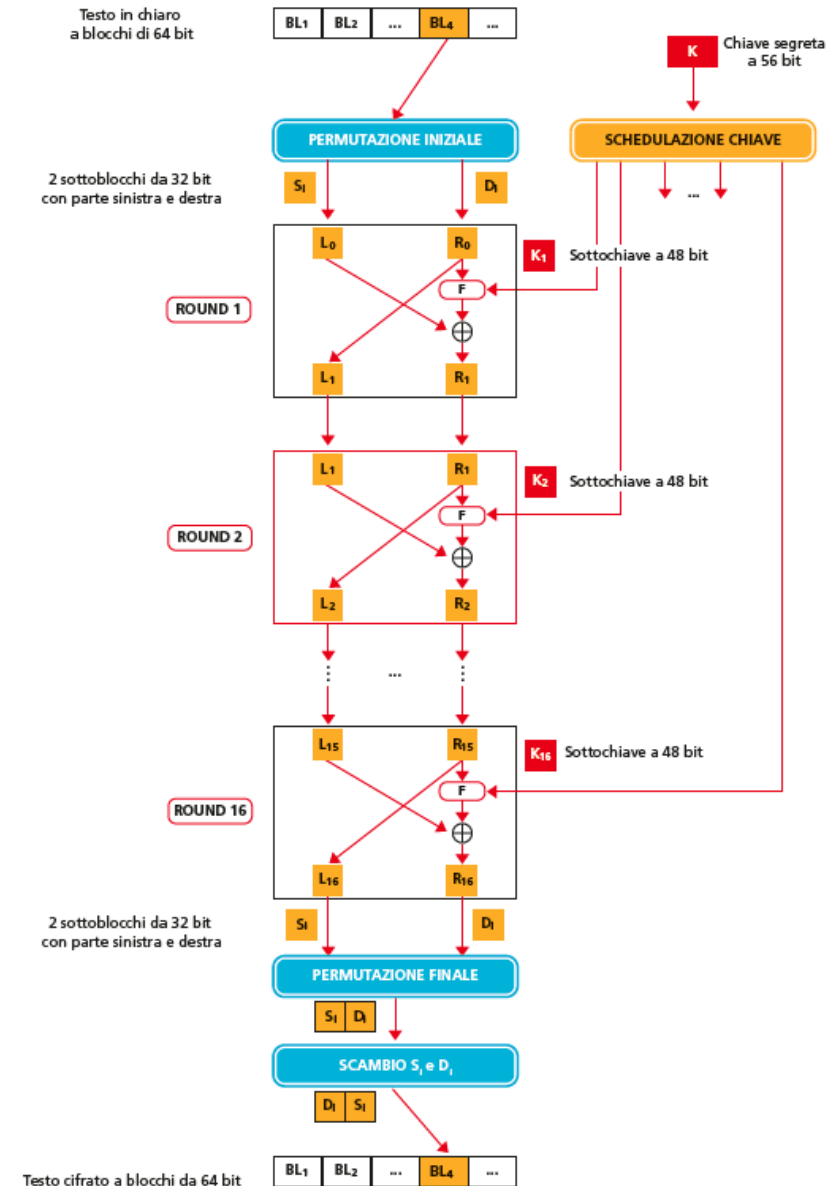 Testo in chiaro
a blocchi di 64 bit
BL₁ BL₂ ... BL₄ ...
K
Chiave segreta
a 56 bit
PERMUTAZIONE INIZIALE
SCHEDULAZIONE CHIAVE
2 sottoblocchi da 32 bit
con parte sinistra e destra
Sᵢ Dᵢ
...
L₀ R₀
K₁ Sottochiave a 48 bit
F
ROUND 1
L₁ R₁
L₁ R₁
K₂ Sottochiave a 48 bit
F
ROUND 2
L₂ R₂
...
L₁₅ R₁₅
K₁₆ Sottochiave a 48 bit
F
ROUND 16
L₁₆ R₁₆
2 sottoblocchi da 32 bit
con parte sinistra e destra
Sᵢ Dᵢ
PERMUTAZIONE FINALE
Sᵢ Dᵢ
SCAMBIO Sᵢ e Dᵢ
Dᵢ Sᵢ
Testo cifrato a blocchi da 64 bit
BL₁ BL₂ ... BL₄ ...